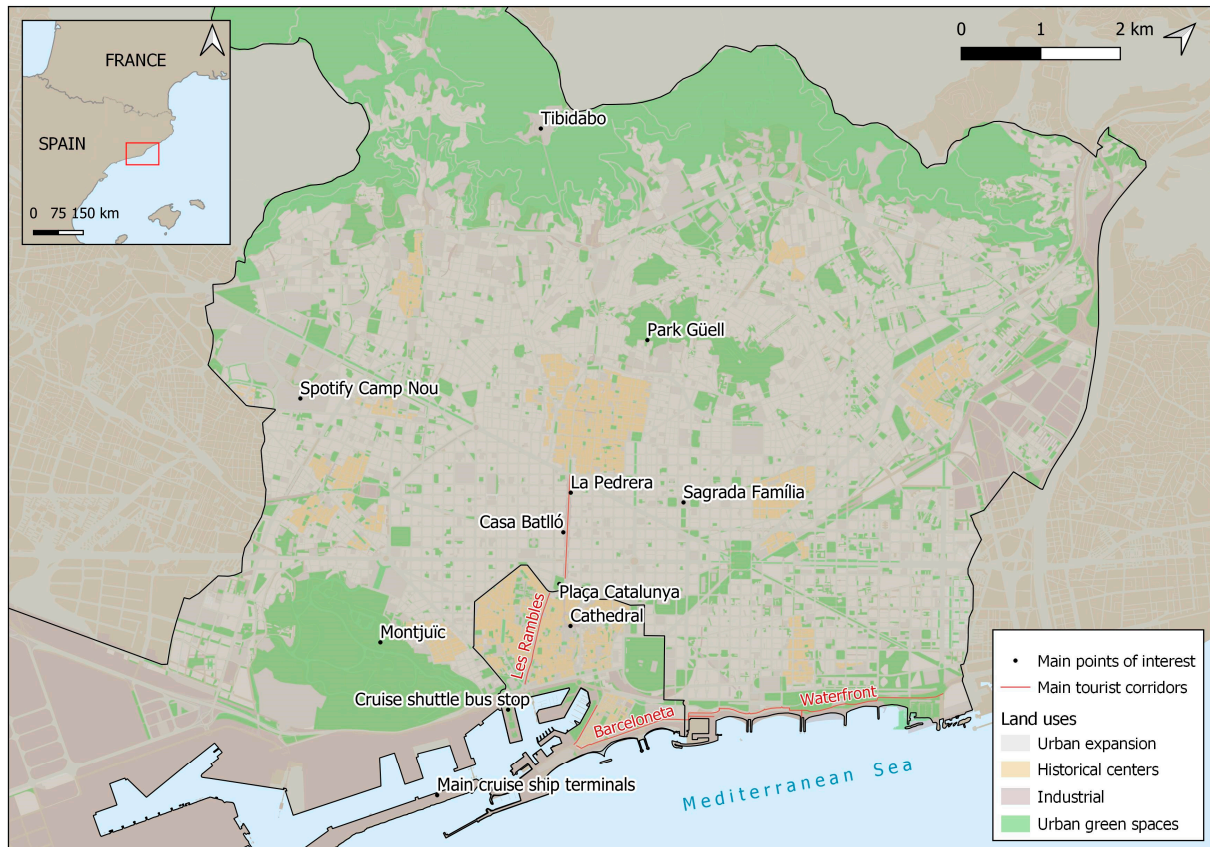 FRANCE
SPAIN
0 75 150 km
0 1 2 km
Tibidabo
Park Güell
Spotify Camp Nou
La Pedrera
Sagrada Família
Casa Batlló
Plaça Catalunya
Cathedral
Les Rambles
Montjuïc
Cruise shuttle bus stop
Barceloneta
Waterfront
Main cruise ship terminals
Mediterranean Sea
Main points of interest
Main tourist corridors
Land uses
Urban expansion
Historical centers
Industrial
Urban green spaces